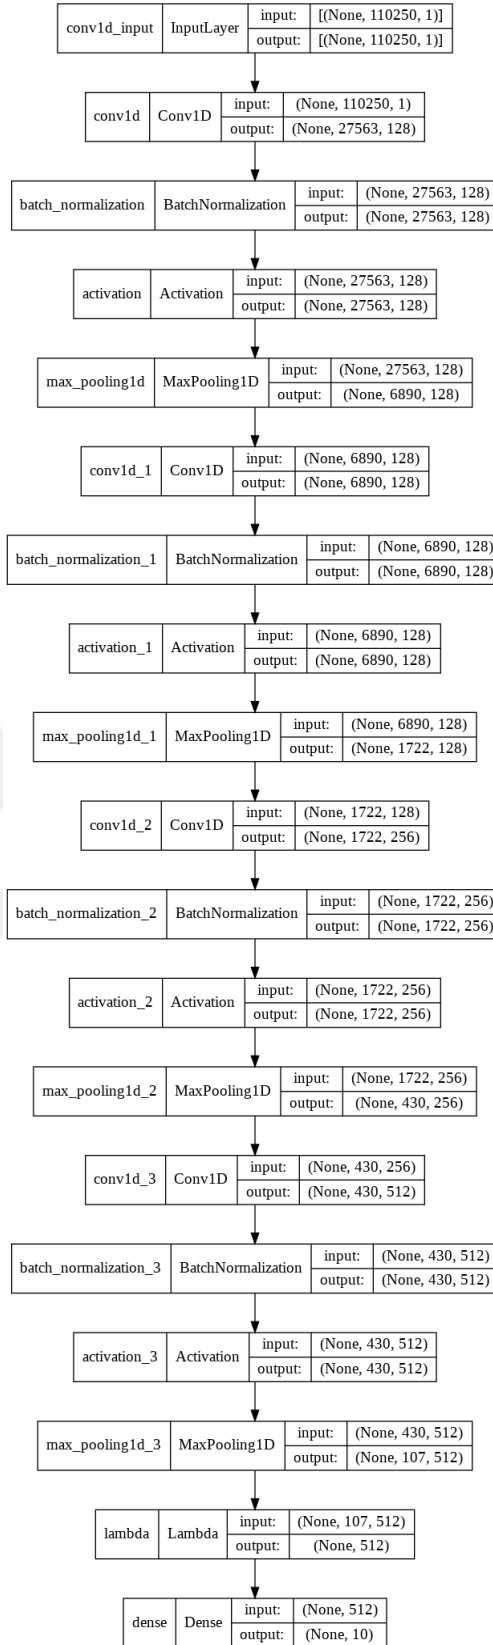 conv1d_input InputLayer input: [(None, 110250, 1)]
output: [(None, 110250, 1)]
conv1d Conv1D input: (None, 110250, 1)
output: (None, 27563, 128)
batch_normalization BatchNormalization input: (None, 27563, 128)
output: (None, 27563, 128)
activation Activation input: (None, 27563, 128)
output: (None, 27563, 128)
max_pooling1d MaxPooling1D input: (None, 27563, 128)
output: (None, 6890, 128)
conv1d_1 Conv1D input: (None, 6890, 128)
output: (None, 6890, 128)
batch_normalization_1 BatchNormalization input: (None, 6890, 128)
output: (None, 6890, 128)
activation_1 Activation input: (None, 6890, 128)
output: (None, 6890, 128)
max_pooling1d_1 MaxPooling1D input: (None, 6890, 128)
output: (None, 1722, 128)
conv1d_2 Conv1D input: (None, 1722, 128)
output: (None, 1722, 256)
batch_normalization_2 BatchNormalization input: (None, 1722, 256)
output: (None, 1722, 256)
activation_2 Activation input: (None, 1722, 256)
output: (None, 1722, 256)
max_pooling1d_2 MaxPooling1D input: (None, 1722, 256)
output: (None, 430, 256)
conv1d_3 Conv1D input: (None, 430, 256)
output: (None, 430, 512)
batch_normalization_3 BatchNormalization input: (None, 430, 512)
output: (None, 430, 512)
activation_3 Activation input: (None, 430, 512)
output: (None, 430, 512)
max_pooling1d_3 MaxPooling1D input: (None, 430, 512)
output: (None, 107, 512)
lambda Lambda input: (None, 107, 512)
output: (None, 512)
dense Dense input: (None, 512)
output: (None, 10)